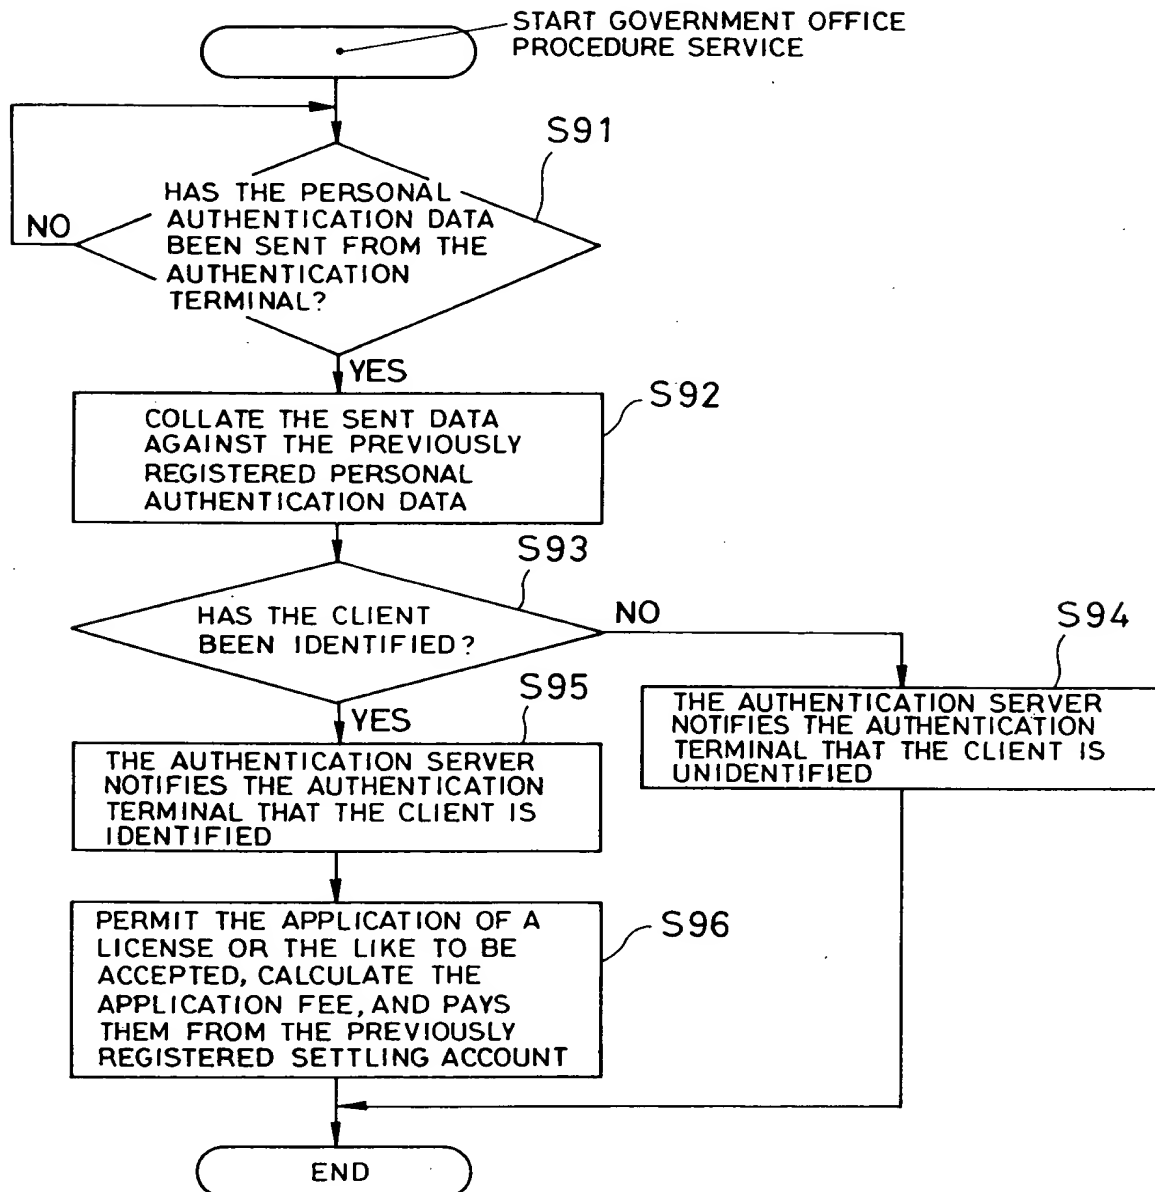 START GOVERNMENT OFFICE
PROCEDURE SERVICE
S91
HAS THE PERSONAL
AUTHENTICATION DATA
BEEN SENT FROM THE
AUTHENTICATION
TERMINAL?
NO
YES
S92
COLLATE THE SENT DATA
AGAINST THE PREVIOUSLY
REGISTERED PERSONAL
AUTHENTICATION DATA
S93
HAS THE CLIENT
BEEN IDENTIFIED?
NO
S94
THE AUTHENTICATION SERVER
NOTIFIES THE AUTHENTICATION
TERMINAL THAT THE CLIENT IS
UNIDENTIFIED
YES
S95
THE AUTHENTICATION SERVER
NOTIFIES THE AUTHENTICATION
TERMINAL THAT THE CLIENT IS
IDENTIFIED
S96
PERMIT THE APPLICATION OF A
LICENSE OR THE LIKE TO BE
ACCEPTED, CALCULATE THE
APPLICATION FEE, AND PAYS
THEM FROM THE PREVIOUSLY
REGISTERED SETTLING ACCOUNT
END